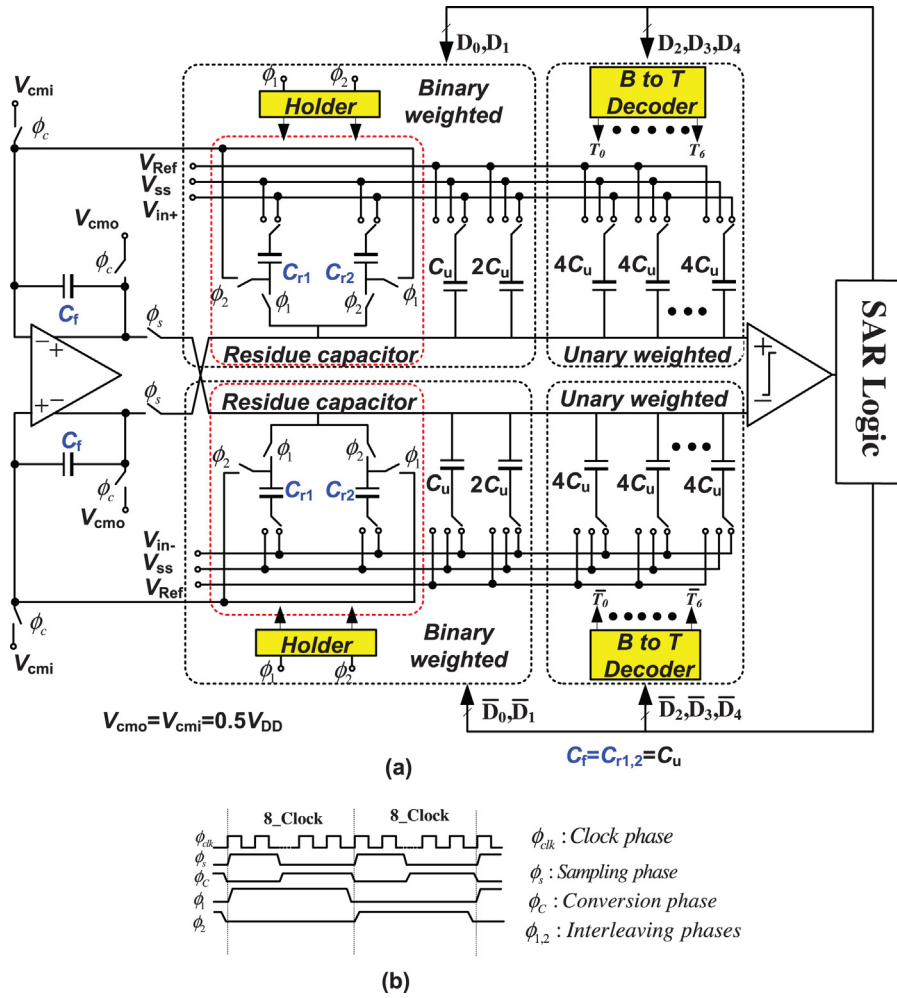 D0,D1
D2,D3,D4
Vcmi
ϕc
ϕ1 ϕ2
Holder
Binary
weighted
B to T
Decoder
T0 T6
VRef
Vss
Vin+
Vcmo
ϕc
Cr1 Cr2
Cu 2Cu
4Cu 4Cu 4Cu
ϕ2 ϕ1 ϕ2 ϕ1
Cf
ϕs
Residue capacitor
Unary weighted
− +
+ −
+
−
SAR Logic
ϕs
Residue capacitor
Unary weighted
Cf
ϕ2 ϕ1 ϕ2 ϕ1
ϕc
Cr1 Cr2
Cu 2Cu
4Cu 4Cu 4Cu
Vcmo
Vin-
Vss
VRef
ϕc
T̅0 T̅6
Holder
Binary
weighted
B to T
Decoder
Vcmi
ϕ1 ϕ2
D̅0,D̅1
D̅2,D̅3,D̅4
Vcmo=Vcmi=0.5VDD
Cf=Cr1,2=Cu
(a)
8_Clock 8_Clock
ϕclk
ϕs
ϕC
ϕ1
ϕ2
ϕclk : Clock phase
ϕs : Sampling phase
ϕC : Conversion phase
ϕ1,2 : Interleaving phases
(b)